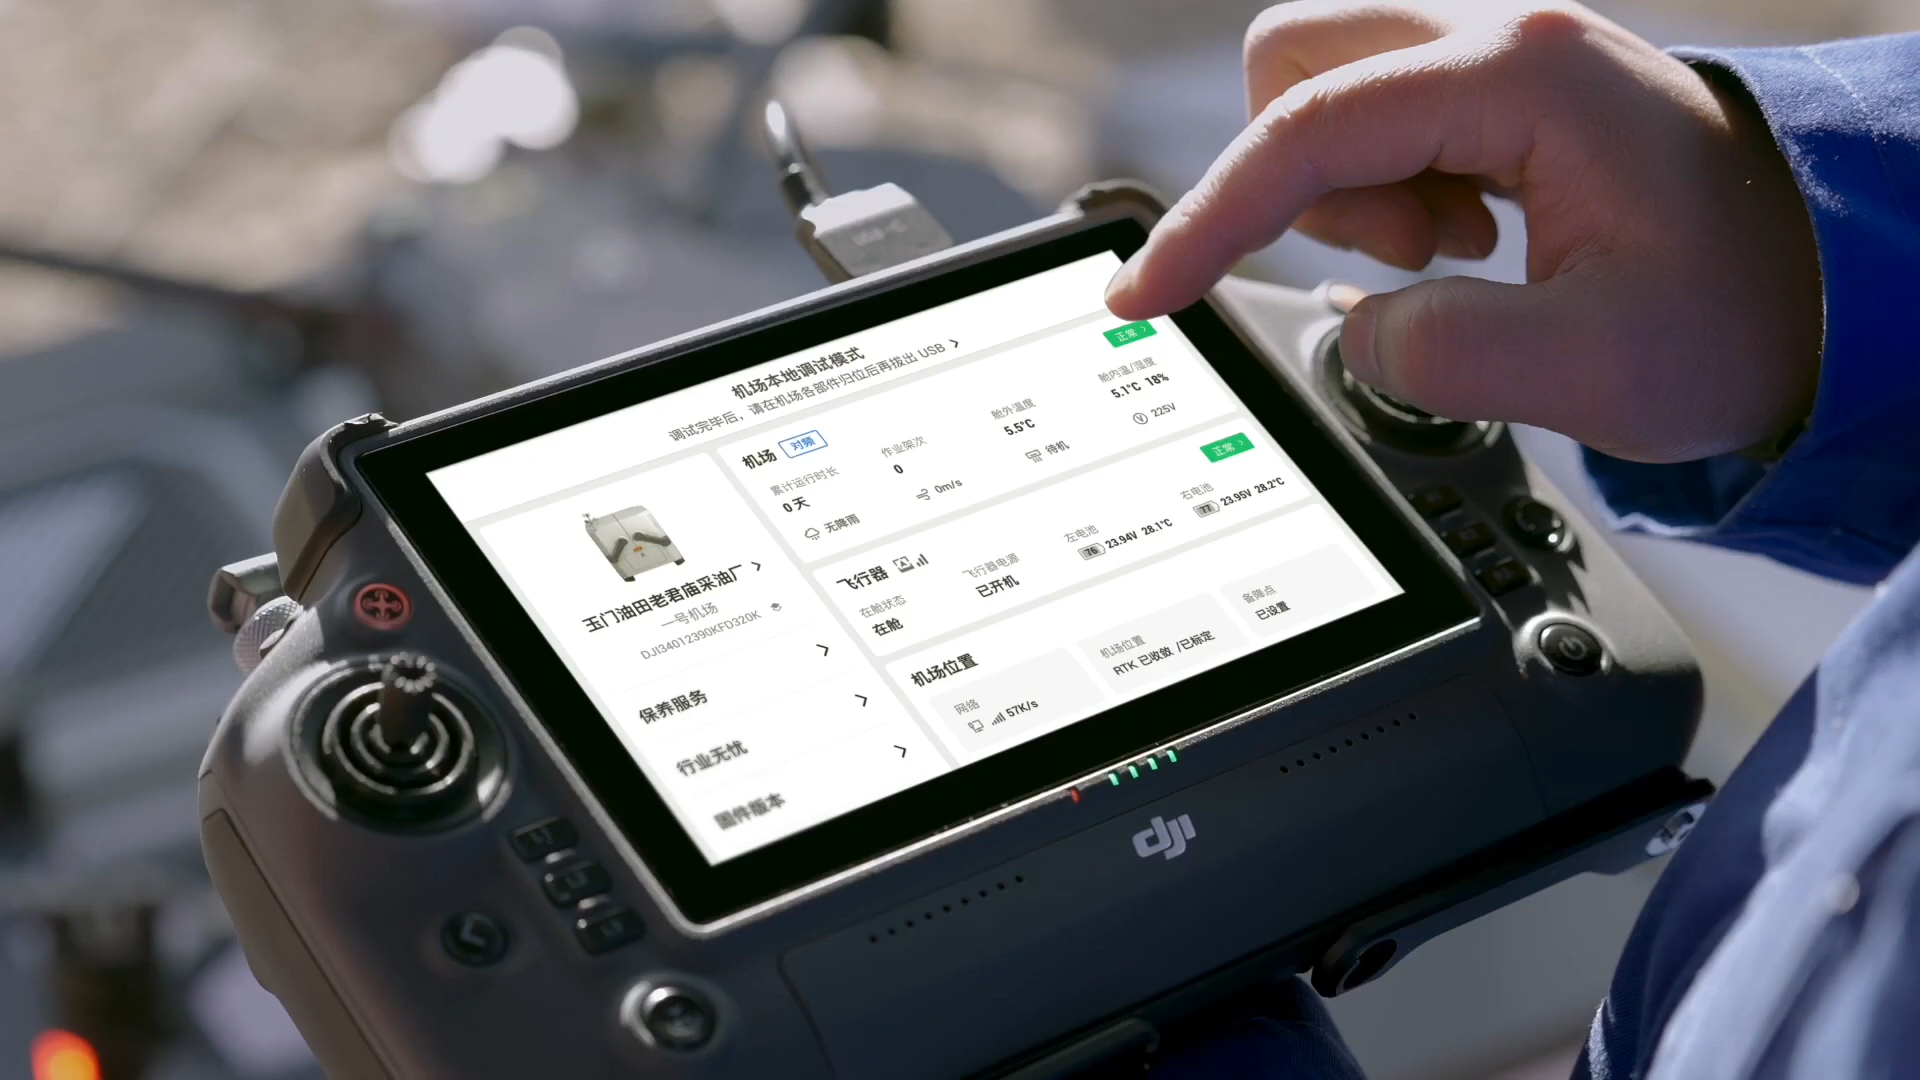 机场本地调试模式
调试完毕后，请在机场各部件归位后再拔出 USB
玉门油田老君庙采油厂
一号机场
DJI34012390KFD320K
保养服务
行业无忧
固件版本
机场 对频
正常
累计运行时长
0 天
作业架次
0
舱外温度
5.5°C
舱内温/湿度
5.1°C 18%
无降雨
0m/s
待机
225V
飞行器
正常
在舱状态
在舱
飞行器电源
已开机
左电池
76 23.94V 28.1°C
右电池
77 23.95V 28.2°C
机场位置
网络
57K/s
机场位置
RTK 已收敛 /已标定
备降点
已设置
dji